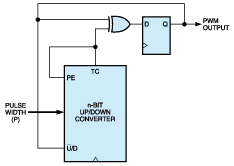 D Q
PWM
OUTPUT
TC
PE
PULSE
WIDTH
(P)
n-BIT
UP/DOWN
CONVERTER
U/D